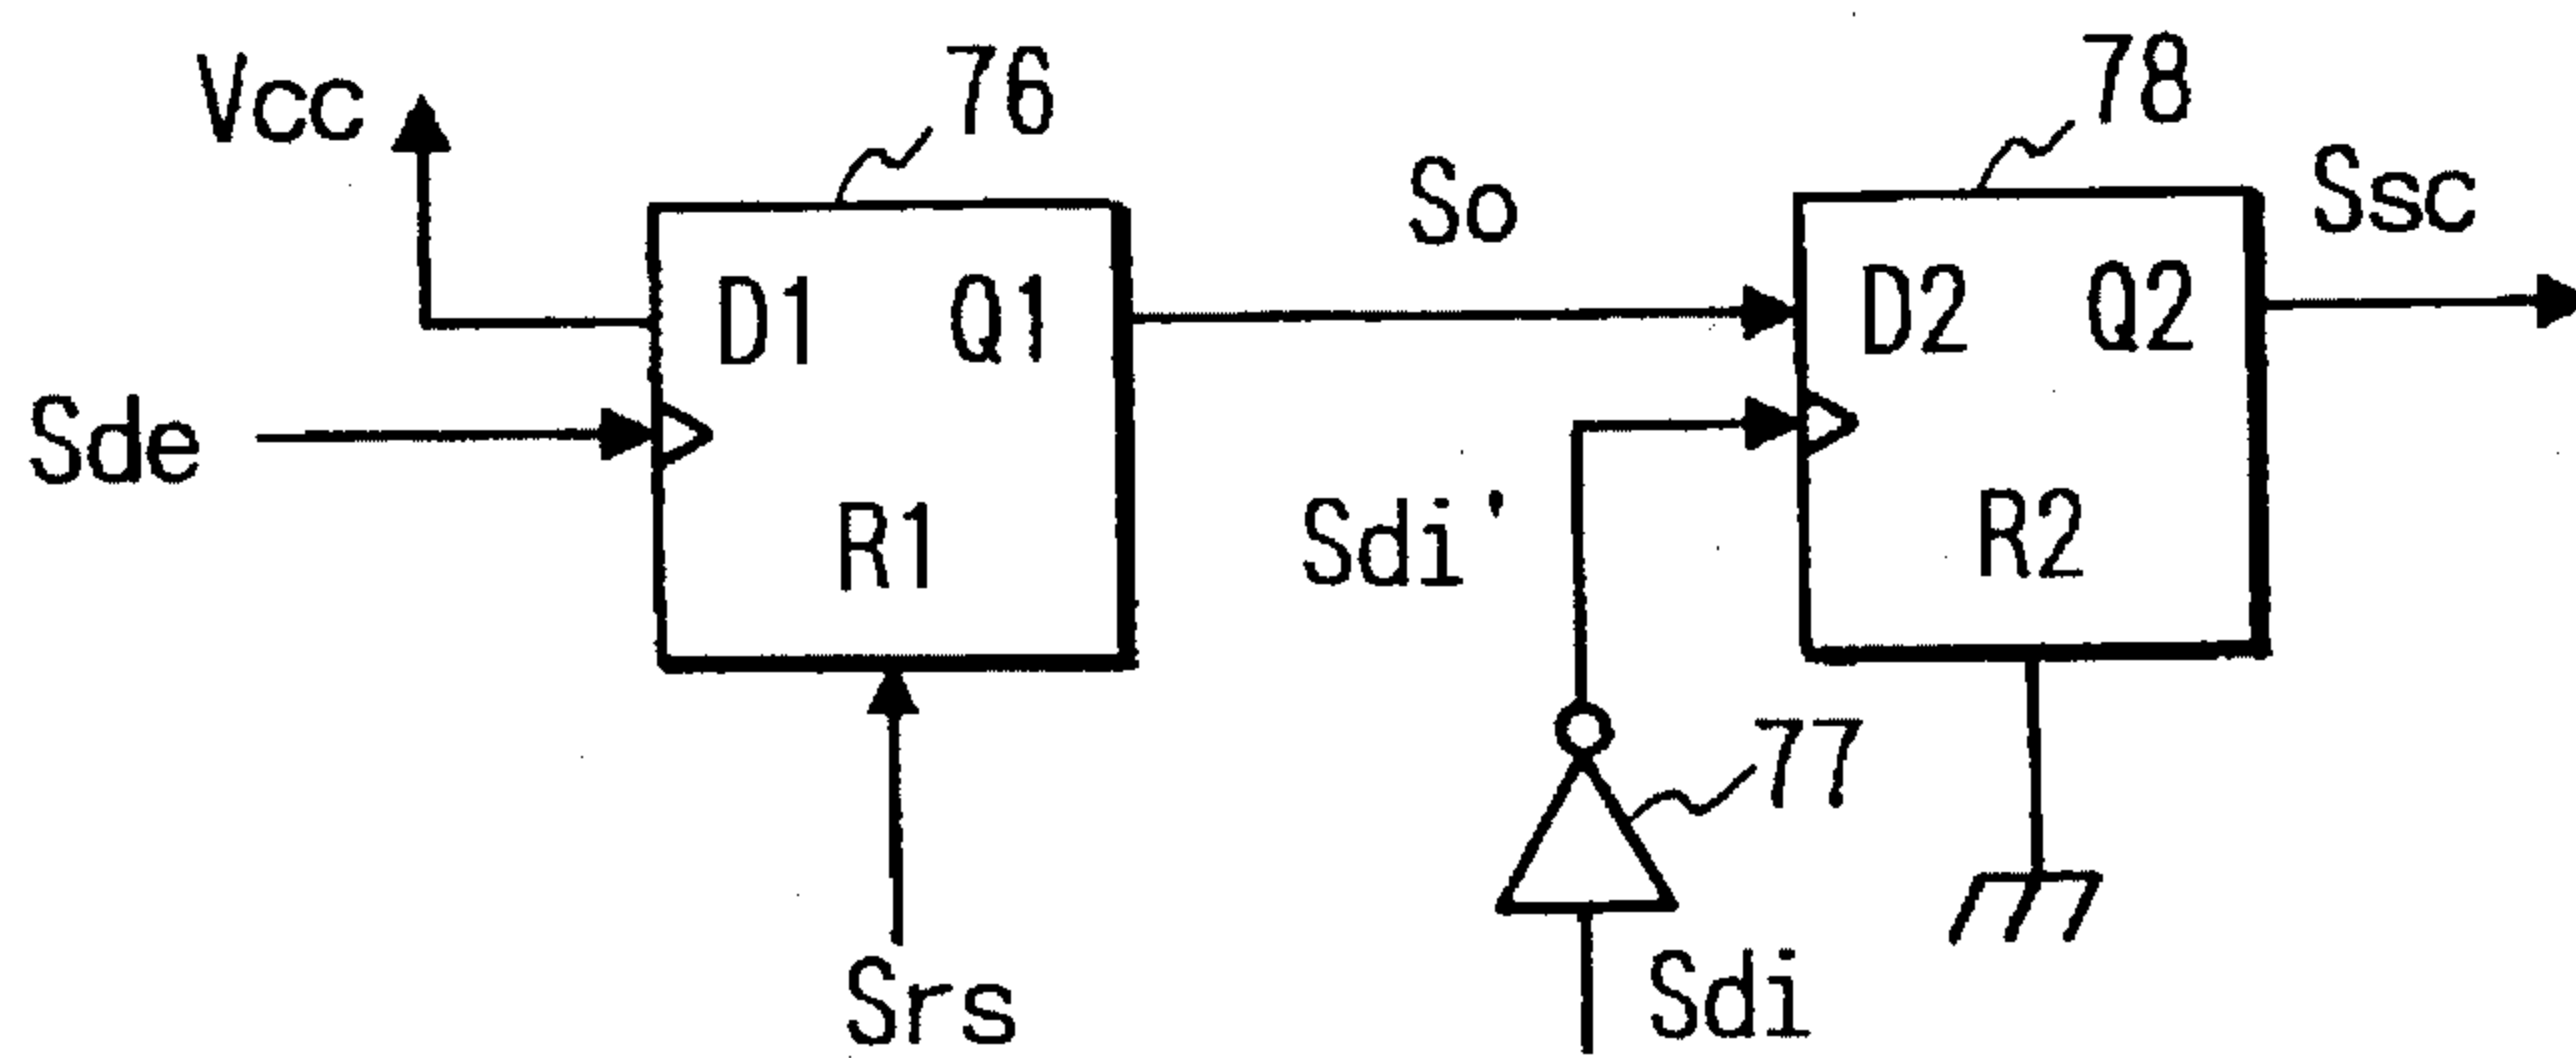 Vcc
76
78
So
Ssc
D1 Q1
D2 Q2
Sde
R1
Sdi'
R2
77
Srs
Sdi